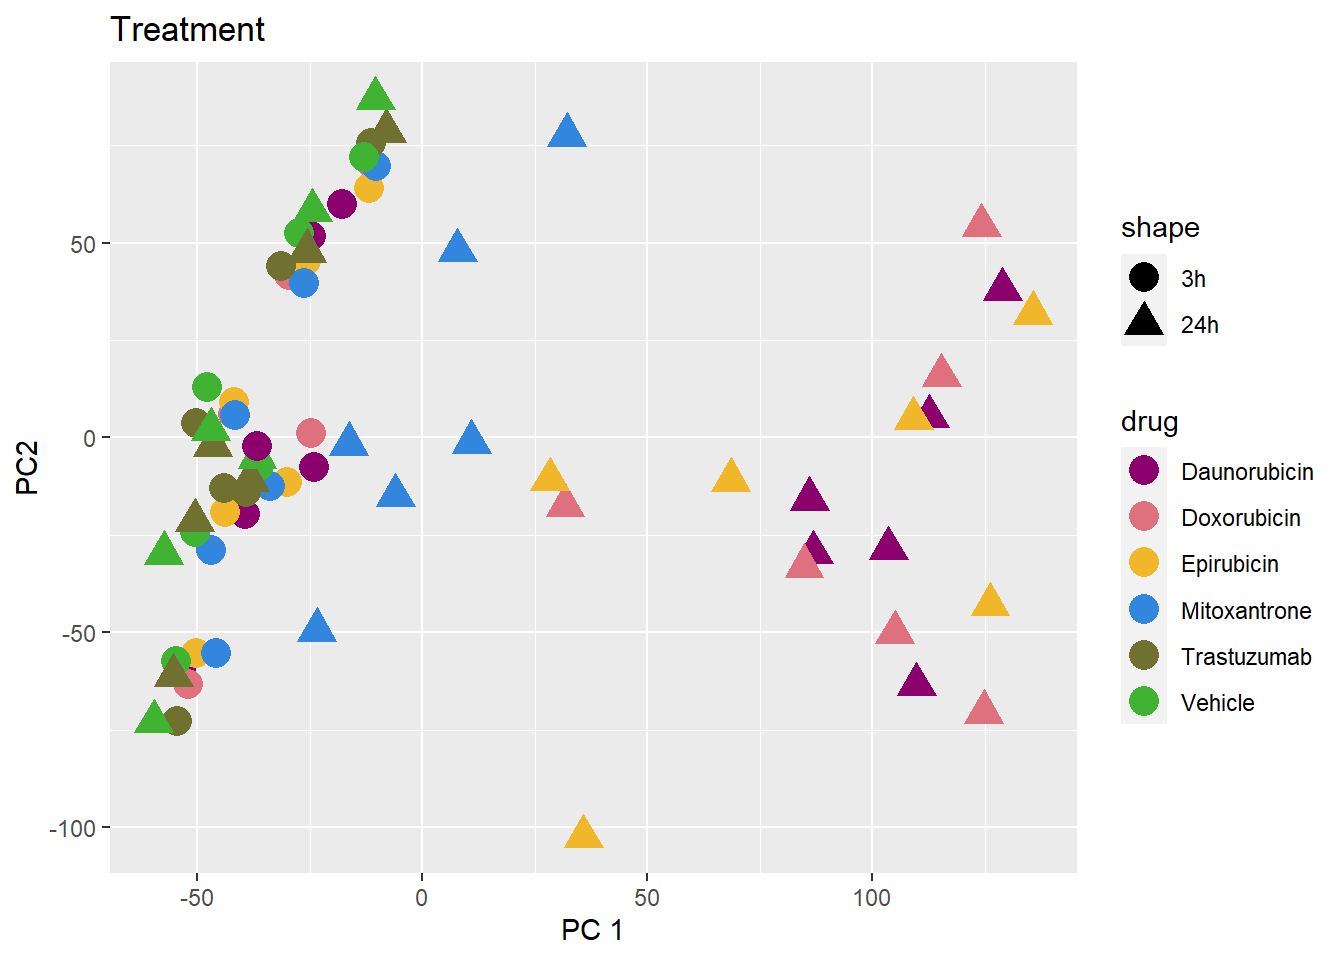 Treatment
50
0
-50
-100
PC2
-50
0
50
100
PC 1
shape
3h
24h
drug
Daunorubicin
Doxorubicin
Epirubicin
Mitoxantrone
Trastuzumab
Vehicle